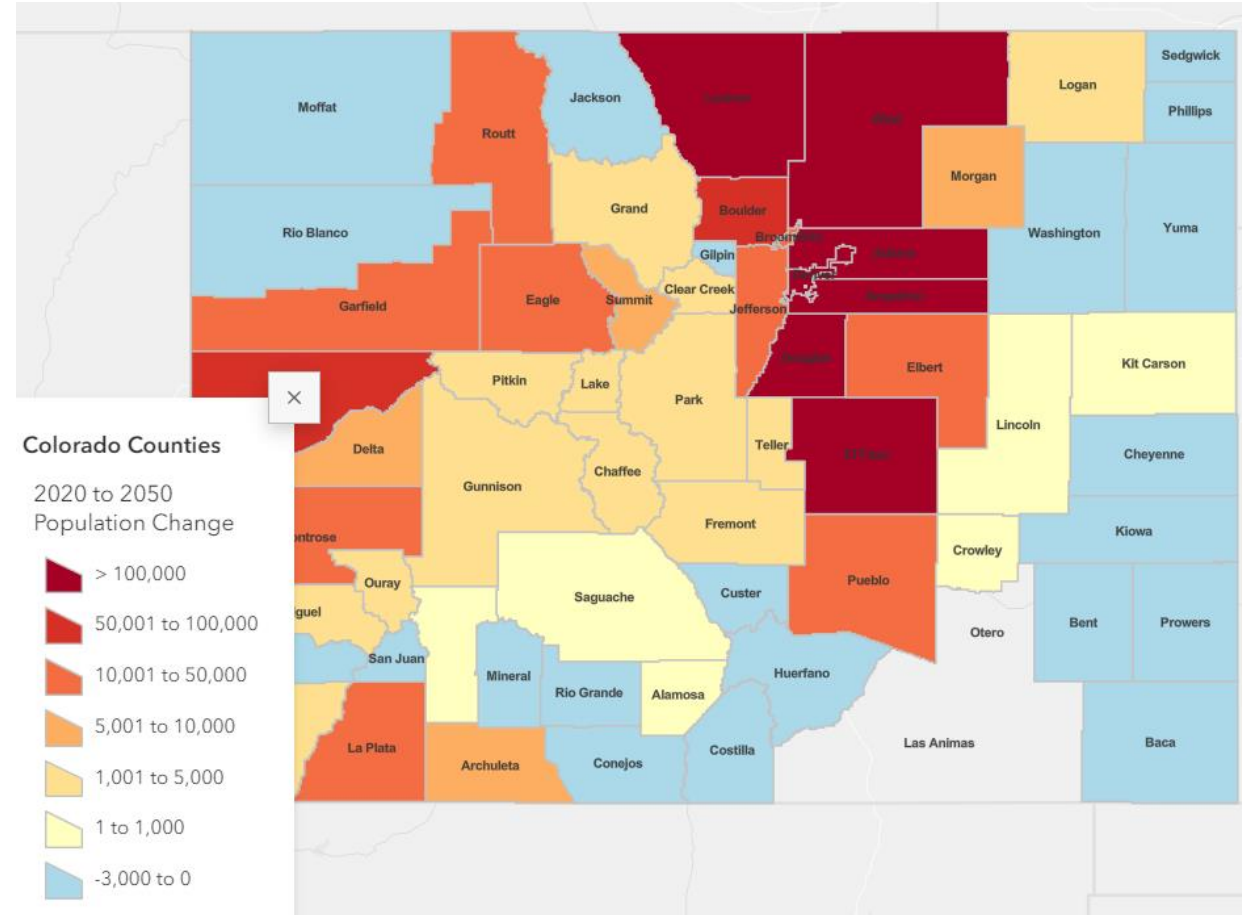 Sedgwick
Logan
Moffat
Jackson
Phillips
Routt
Morgan
Grand
Boulder
Rio Blanco
Washington
Yuma
Gilpin
Clear Creek
Garfield
Eagle
Summit
Jefferson
Elbert
Kit Carson
Pitkin
Lake
Park
×
Colorado Counties
2020 to 2050
Population Change
> 100,000
50,001 to 100,000
10,001 to 50,000
5,001 to 10,000
1,001 to 5,000
1 to 1,000
-3,000 to 0
Lincoln
Delta
Teller
El Paso
Cheyenne
Gunnison
Chaffee
Fremont
Kiowa
ontrose
Crowley
Ouray
Pueblo
Saguache
Custer
guel
Otero
Bent
Prowers
San Juan
Mineral
Rio Grande
Alamosa
Huerfano
La Plata
Archuleta
Conejos
Costilla
Las Animas
Baca